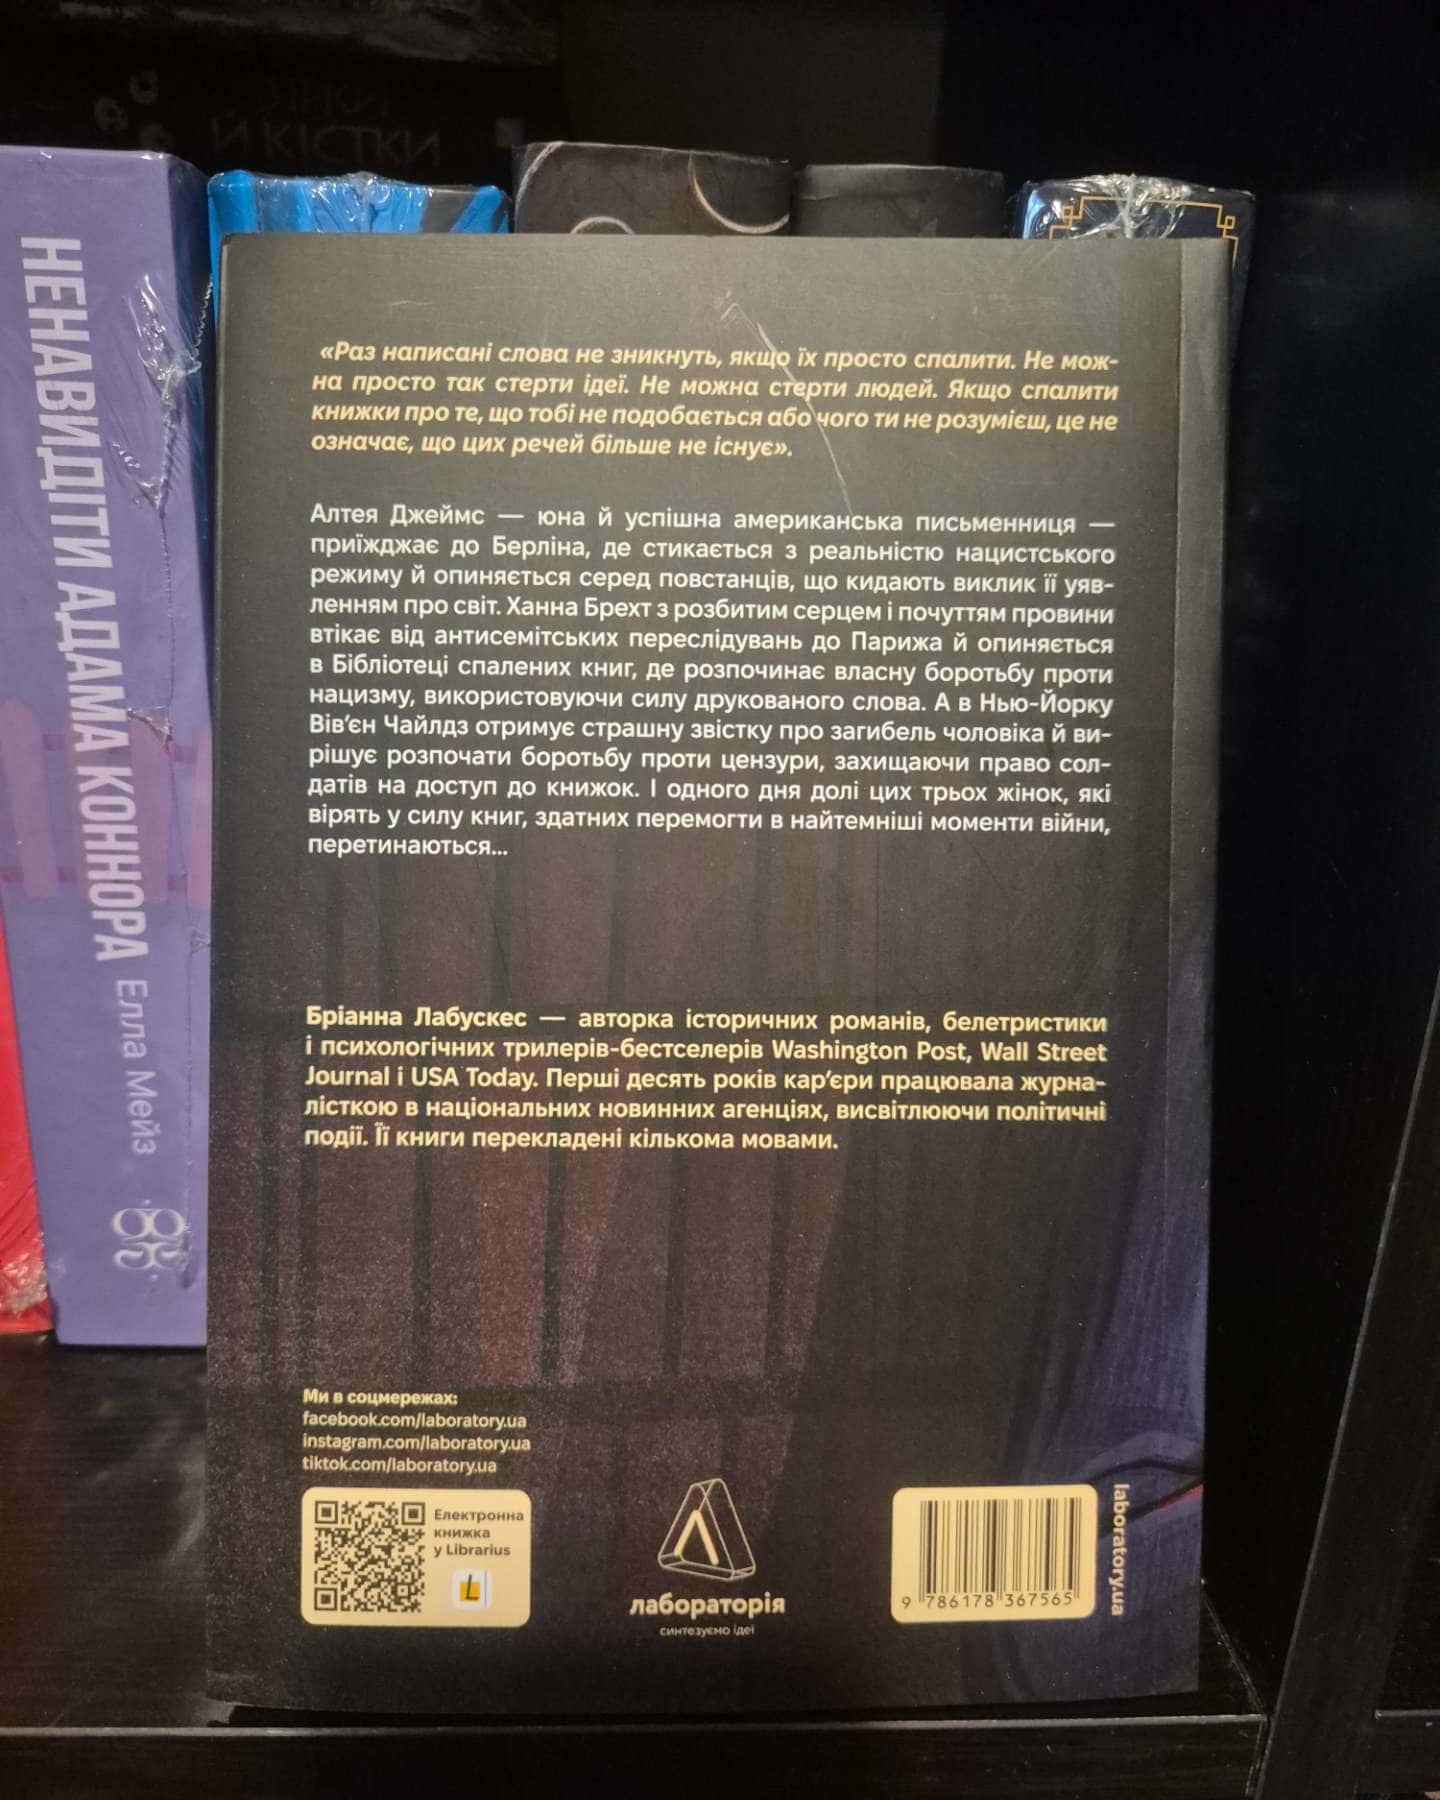 ЙКІСТКИ
НЕНАВИДІТИ АДАМА КОННОРА ЕЛЛА МЕЙЗ
«Раз написані слова не зникнуть, якщо їх просто спалити. Не мож-
на просто так стерти ідеї. Не можна стерти людей. Якщо спалити
книжки про те, що тобі не подобається або чого ти не розумієш, це не
означає, що цих речей більше не існує».
Алтея Джеймс — юна й успішна американська письменниця —
приїжджає до Берліна, де стикається з реальністю нацистського
режиму й опиняється серед повстанців, що кидають виклик її уяв-
ленням про світ. Ханна Брехт з розбитим серцем і почуттям провини
втікає від антисемітських переслідувань до Парижа й опиняється
в Бібліотеці спалених книг, де розпочинає власну боротьбу проти
нацизму, використовуючи силу друкованого слова. А в Нью-Йорку
Вів’єн Чайлдз отримує страшну звістку про загибель чоловіка й ви-
рішує розпочати боротьбу проти цензури, захищаючи право сол-
датів на доступ до книжок. І одного дня долі цих трьох жінок, які
вірять у силу книг, здатних перемогти в найтемніші моменти війни,
перетинаються...
Бріанна Лабускес — авторка історичних романів, белетристики
і психологічних трилерів-бестселерів Washington Post, Wall Street
Journal і USA Today. Перші десять років кар’єри працювала журна-
лісткою в національних новинних агенціях, висвітлюючи політичні
події. Її книги перекладені кількома мовами.
Ми в соцмережах:
facebook.com/laboratory.ua
instagram.com/laboratory.ua
tiktok.com/laboratory.ua
Електронна
книжка
у Librarius
L
лабораторія
синтезуємо ідеї
9 786178 367565
laboratory.ua